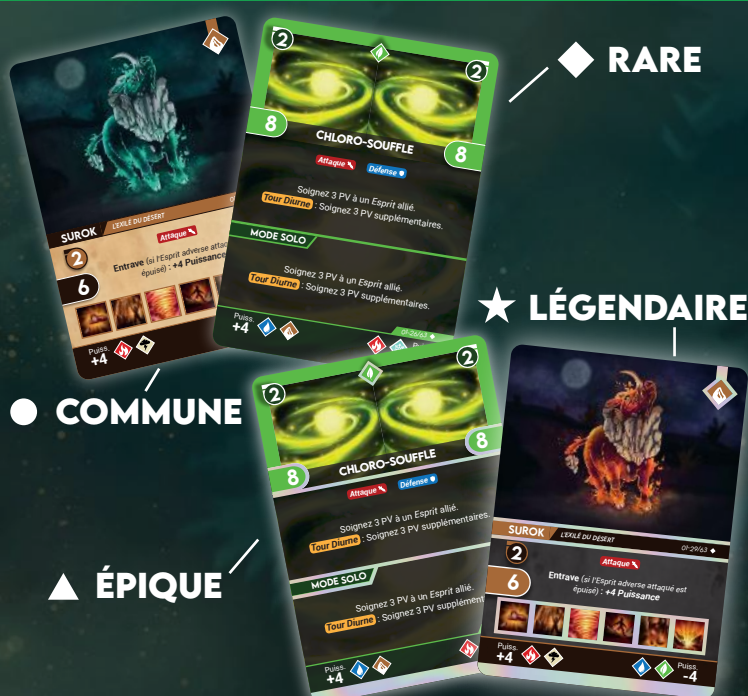 ◆ RARE
★ LÉGENDAIRE
● COMMUNE
▲ ÉPIQUE
SUROK
L'EXILÉ DU DÉSERT
2
Attaque
6
Entrave (si l'Esprit adverse
épuisé) : +4 Puissance
Puiss.
+4
2
2
8
8
CHLORO-SOUFFLE
Attaque
Défense
Soignez 3 PV à un Esprit allié.
Tour Diurne : Soignez 3 PV supplémentaires.
MODE SOLO
Soignez 3 PV à un Esprit allié.
Tour Diurne : Soignez 3 PV supplémentaires.
Puiss.
+4
01-26/63 ◆
2
2
8
8
CHLORO-SOUFFLE
Attaque
Défense
Soignez 3 PV à un Esprit allié.
Tour Diurne : Soignez 3 PV supplémentaires.
MODE SOLO
Soignez 3 PV à un Esprit allié.
Tour Diurne : Soignez 3 PV supplément
Puiss.
+4
SUROK
L'EXILÉ DU DÉSERT
01-29/63 ◆
2
Attaque
6
Entrave (si l'Esprit adverse attaqué est
épuisé) : +4 Puissance
Puiss.
+4
Puiss.
-4